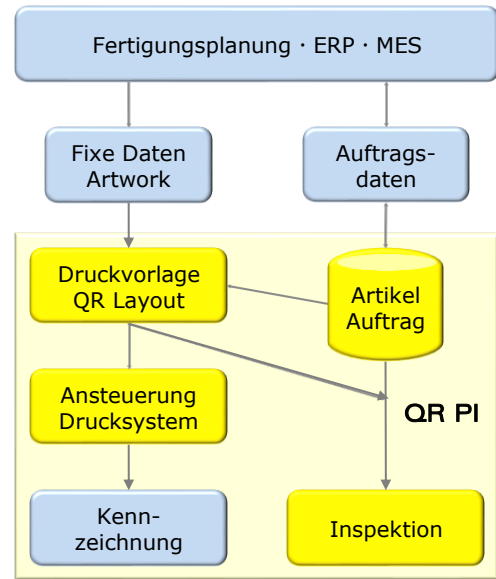 Fertigungsplanung · ERP · MES
Fixe Daten
Artwork
Auftrags-
daten
Druckvorlage
QR Layout
Artikel
Auftrag
Ansteuerung
Drucksystem
QR PI
Kenn-
zeichnung
Inspektion